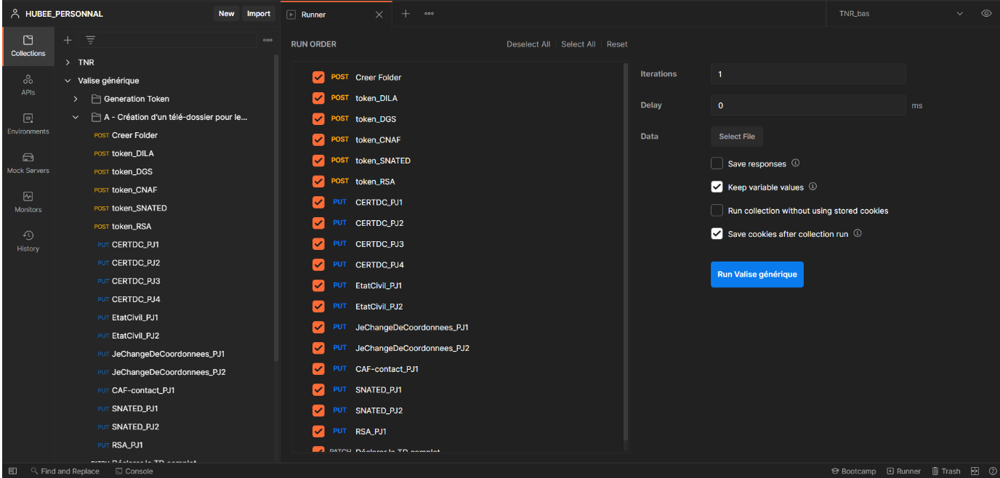 HUBEE_PERSONNAL
New
Import
Runner
TNR_bas
Collections
APIs
Environments
Mock Servers
Monitors
History
TNR
Valise générique
Generation Token
A - Création d'un télé-dossier pour le...
POST Creer Folder
POST token_DILA
POST token_DGS
POST token_CNAF
POST token_SNATED
POST token_RSA
PUT CERTDC_PJ1
PUT CERTDC_PJ2
PUT CERTDC_PJ3
PUT CERTDC_PJ4
PUT EtatCivil_PJ1
PUT EtatCivil_PJ2
PUT JeChangeDeCoordonnees_PJ1
PUT JeChangeDeCoordonnees_PJ2
PUT CAF-contact_PJ1
PUT SNATED_PJ1
PUT SNATED_PJ2
PUT RSA_PJ1
PATCH Déclarer le TD complet
RUN ORDER
Deselect All
Select All
Reset
POST Creer Folder
POST token_DILA
POST token_DGS
POST token_CNAF
POST token_SNATED
POST token_RSA
PUT CERTDC_PJ1
PUT CERTDC_PJ2
PUT CERTDC_PJ3
PUT CERTDC_PJ4
PUT EtatCivil_PJ1
PUT EtatCivil_PJ2
PUT JeChangeDeCoordonnees_PJ1
PUT JeChangeDeCoordonnees_PJ2
PUT CAF-contact_PJ1
PUT SNATED_PJ1
PUT SNATED_PJ2
PUT RSA_PJ1
PATCH Déclarer le TD complet
Iterations
1
Delay
0
ms
Data
Select File
Save responses
Keep variable values
Run collection without using stored cookies
Save cookies after collection run
Run Valise générique
Find and Replace
Console
Bootcamp
Runner
Trash